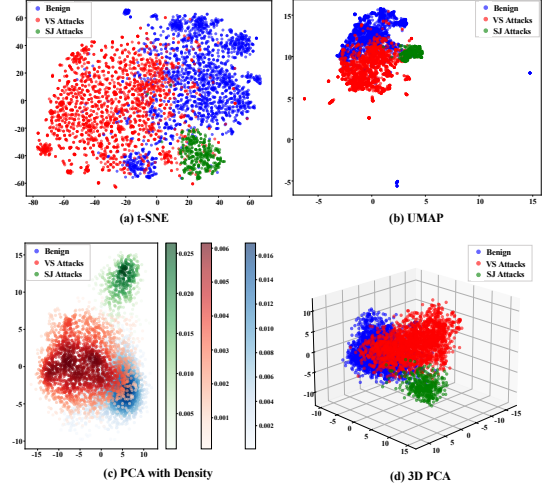 Benign
VS Attacks
SJ Attacks
60
40
20
0
-20
-40
-60
-80 -60 -40 -20 0 20 40 60
(a) t-SNE
Benign
VS Attacks
SJ Attacks
15
10
5
0
-5
-5 0 5 10 15
(b) UMAP
Benign
VS Attacks
SJ Attacks
15
10
5
0
-5
-10
-15 -10 -5 0 5 10
0.025
0.020
0.015
0.010
0.005
0.006
0.005
0.004
0.003
0.002
0.001
0.016
0.014
0.012
0.010
0.008
0.006
0.004
0.002
(c) PCA with Density
Benign
VS Attacks
SJ Attacks
10
5
0
-5
-10
-10 -5 0 5 10 15
-15 -10 -5 0 5 10
(d) 3D PCA